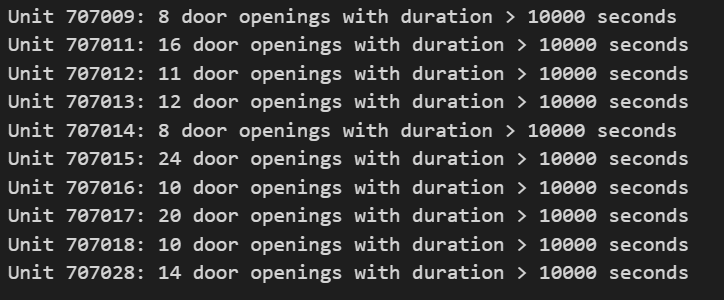 Unit 707009: 8 door openings with duration > 10000 seconds
Unit 707011: 16 door openings with duration > 10000 seconds
Unit 707012: 11 door openings with duration > 10000 seconds
Unit 707013: 12 door openings with duration > 10000 seconds
Unit 707014: 8 door openings with duration > 10000 seconds
Unit 707015: 24 door openings with duration > 10000 seconds
Unit 707016: 10 door openings with duration > 10000 seconds
Unit 707017: 20 door openings with duration > 10000 seconds
Unit 707018: 10 door openings with duration > 10000 seconds
Unit 707028: 14 door openings with duration > 10000 seconds